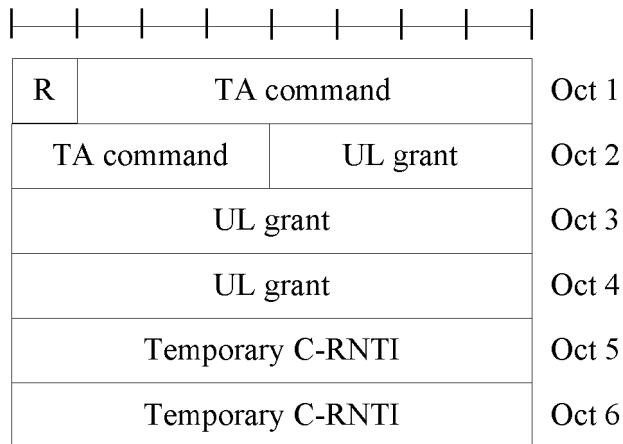 R TA command Oct 1
TA command UL grant Oct 2
UL grant Oct 3
UL grant Oct 4
Temporary C-RNTI Oct 5
Temporary C-RNTI Oct 6